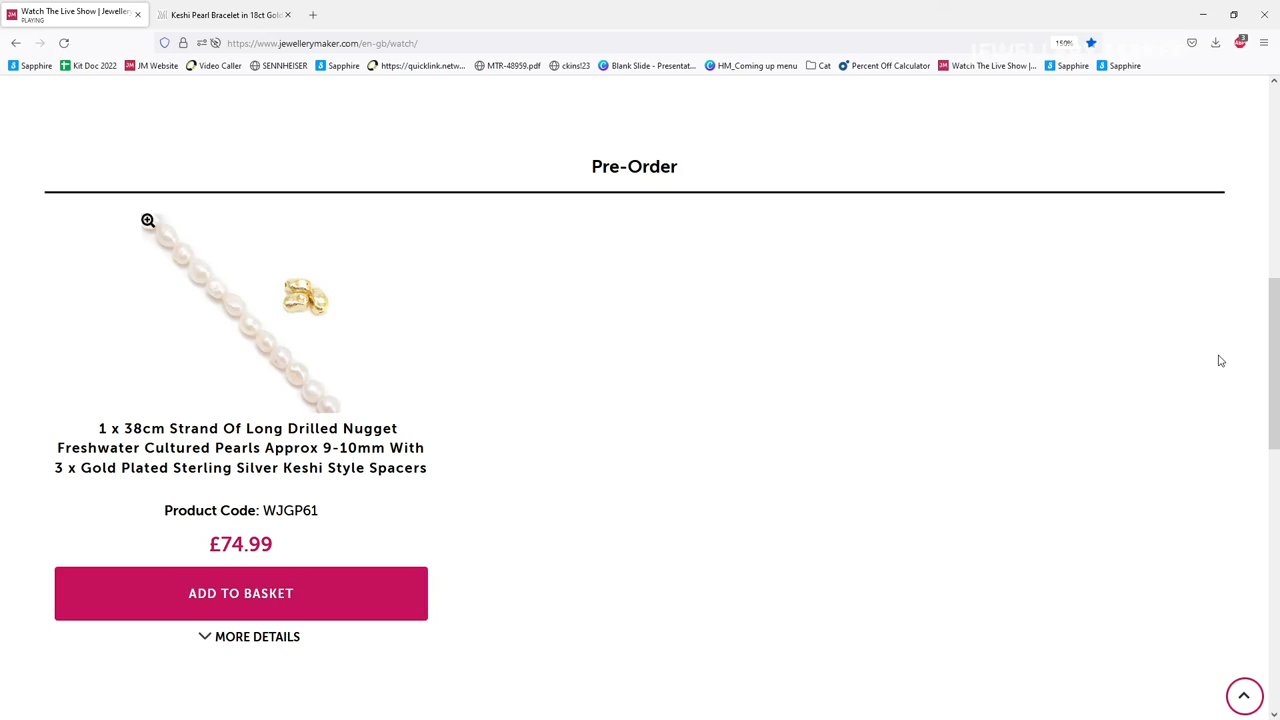 Watch The Live Show | Jewellery
PLAYING
Keshi Pearl Bracelet in 18ct Gold
https://www.jewellerymaker.com
gb/watch/
150%
Sapphire
Kit Doc 2022
JM Website
Video Caller
SENNHEISER
Sapphire
https://quicklink.netw...
MTR-48959.pdf
ckins!23
Blank Slide - Presentat...
HM_Coming up menu
Cat
Percent Off Calculator
Watch The Live Show |...
Sapphire
Sapphire
Pre-Order
1 x 38cm Strand Of Long Drilled Nugget
Freshwater Cultured Pearls Approx 9-10mm With
3 x Gold Plated Sterling Silver Keshi Style Spacers
Product Code: WJGP61
£74.99
ADD TO BASKET
MORE DETAILS